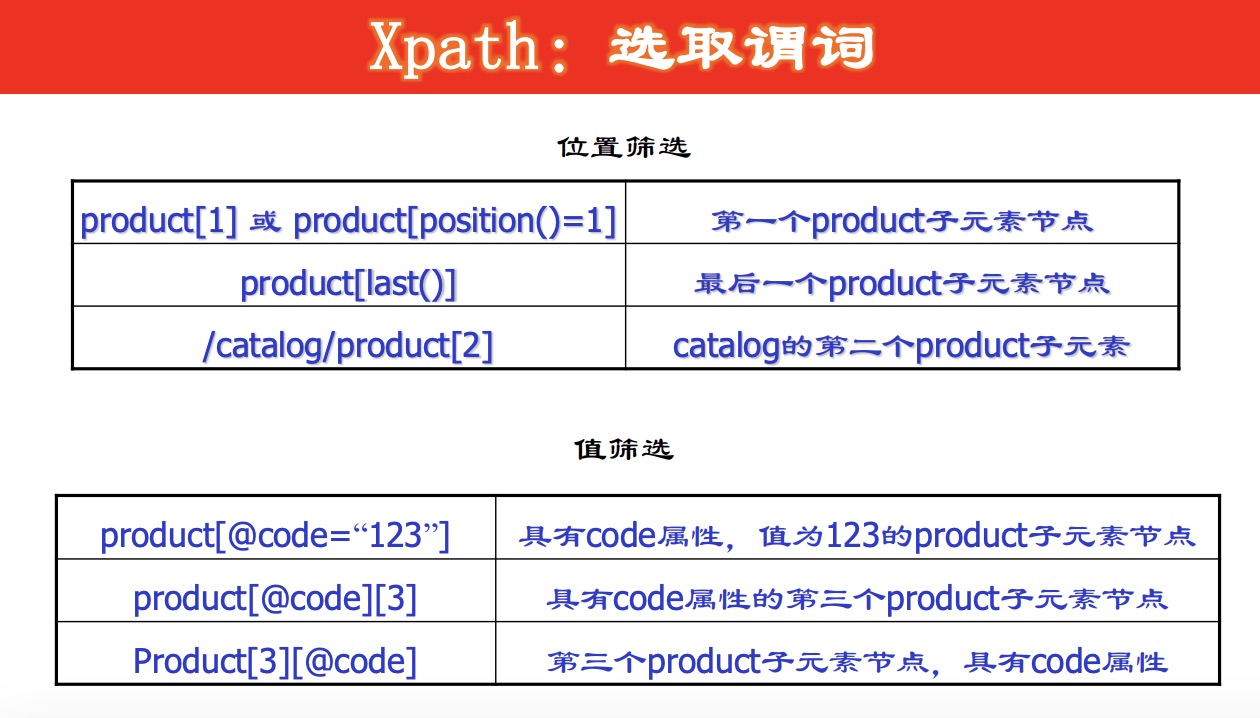 Xpath：选取谓词
位置筛选
product[1] 或 product[position()=1]
第一个product子元素节点
product[last()]
最后一个product子元素节点
/catalog/product[2]
catalog的第二个product子元素
值筛选
product[@code=“123”]
具有code属性，值为123的product子元素节点
product[@code][3]
具有code属性的第三个product子元素节点
Product[3][@code]
第三个product子元素节点，具有code属性